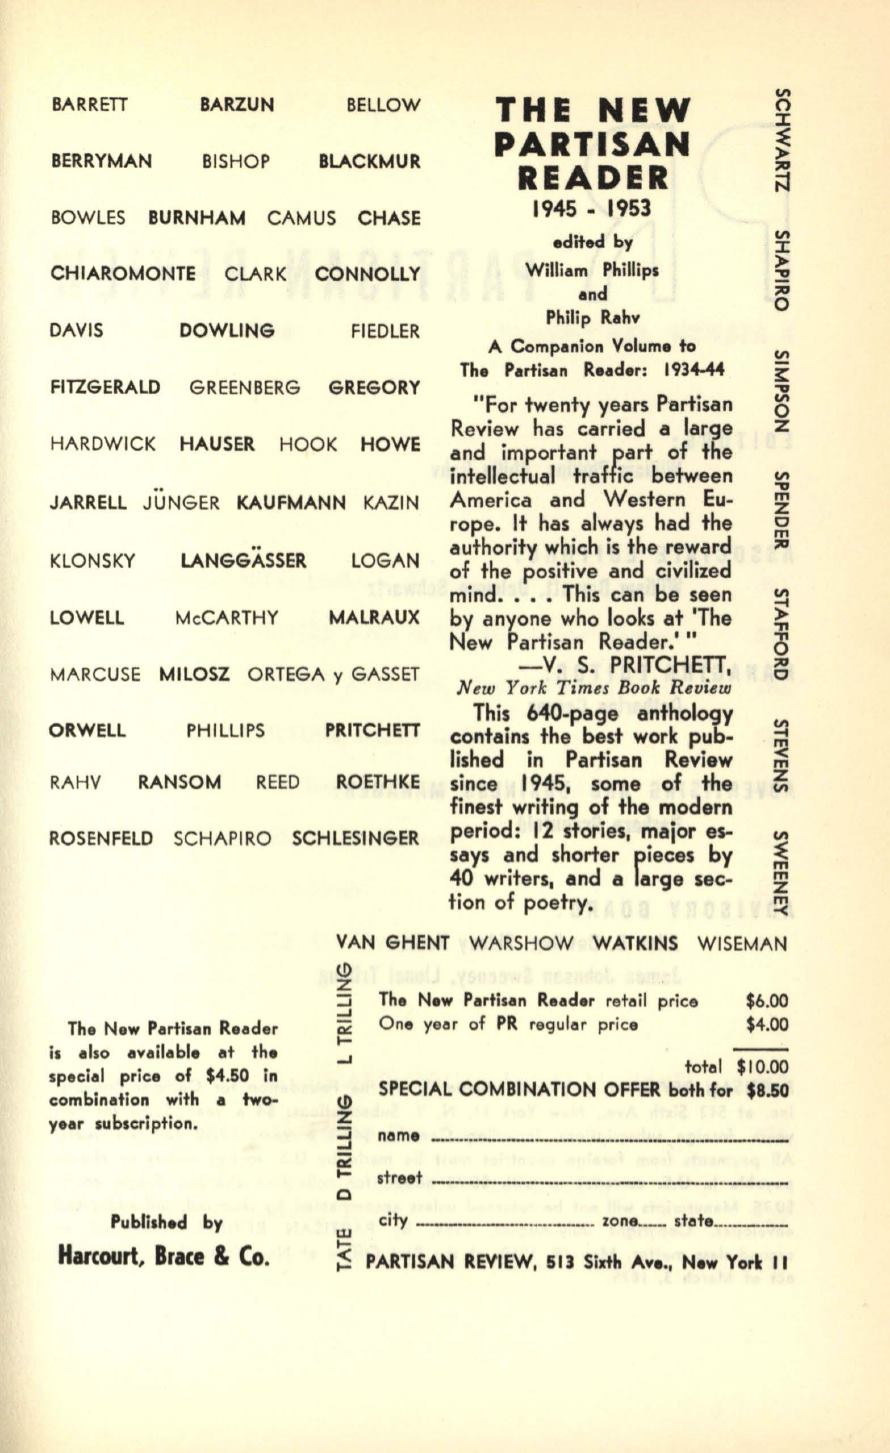 BARRETT BARZUN BELLOW
BERRYMAN BISHOP BLACKMUR
BOWLES BURNHAM CAMUS CHASE
CHIAROMONTE CLARK CONNOLLY
DAVIS DOWLING FIEDLER
FITZGERALD GREENBERG GREGORY
HARDWICK HAUSER HOOK HOWE
JARRELL JÜNGER KAUFMANN KAZIN
KLONSKY LANGGÄSSER LOGAN
LOWELL McCARTHY MALRAUX
MARCUSE MILOSZ ORTEGA y GASSET
ORWELL PHILLIPS PRITCHETT
RAHV RANSOM REED ROETHKE
ROSENFELD SCHAPIRO SCHLESINGER
THE NEW
PARTISAN
READER
1945 - 1953
edited by
William Phillips
and
Philip Rahv
A Companion Volume to
The Partisan Reader: 1934-44
"For twenty years Partisan
Review has carried a large
and important part of the
intellectual traffic between
America and Western Eu-
rope. It has always had the
authority which is the reward
of the positive and civilized
mind. . . . This can be seen
by anyone who looks at 'The
New Partisan Reader.' "
—V. S. PRITCHETT,
New York Times Book Review
This 640-page anthology
contains the best work pub-
lished in Partisan Review
since 1945, some of the
finest writing of the modern
period: 12 stories, major es-
says and shorter pieces by
40 writers, and a large sec-
tion of poetry.
SCHWARTZ SHAPIRO SIMPSON SPENDER STAFFORD STEVENS SWEENEY
VAN GHENT WARSHOW WATKINS WISEMAN
TATE D TRILLING L TRILLING
The New Partisan Reader
is also available at the
special price of $4.50 in
combination with a two-
year subscription.
Published by
Harcourt, Brace & Co.
The New Partisan Reader retail price $6.00
One year of PR regular price $4.00
total $10.00
SPECIAL COMBINATION OFFER both for $8.50
name
street
city zone state
PARTISAN REVIEW, 513 Sixth Ave., New York 11